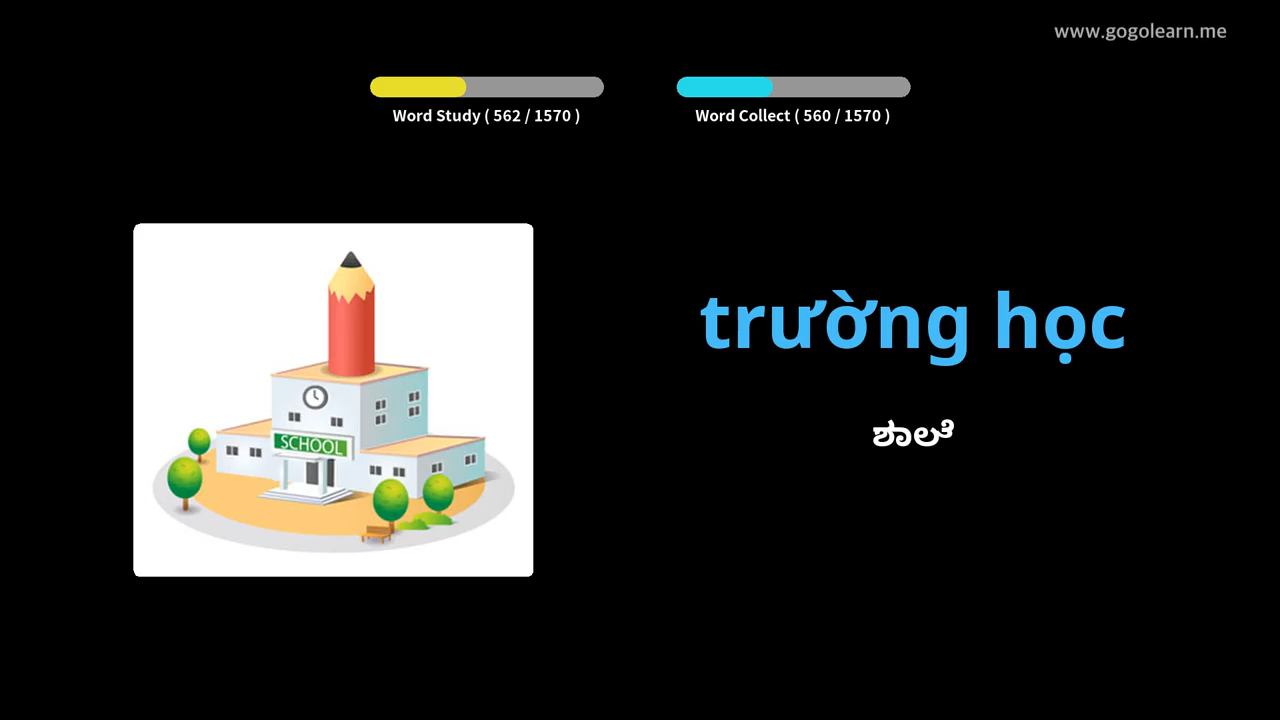 www.gogolearn.me
Word Study ( 562 / 1570 )
Word Collect ( 560 / 1570 )
SCHOOL
trường học
ಶಾಲೆ